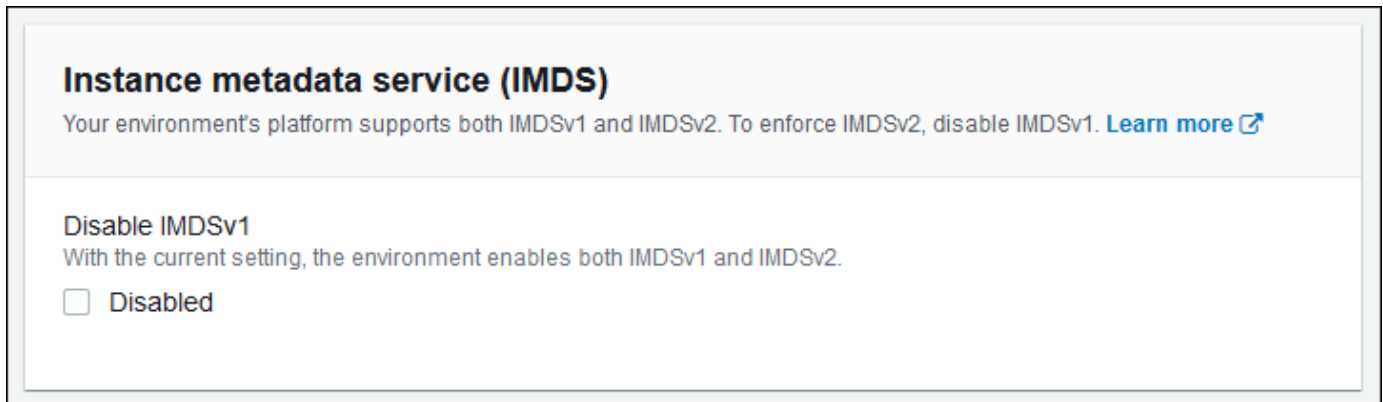 Instance metadata service (IMDS)
Your environment's platform supports both IMDSv1 and IMDSv2. To enforce IMDSv2, disable IMDSv1. Learn more
Disable IMDSv1
With the current setting, the environment enables both IMDSv1 and IMDSv2.
Disabled